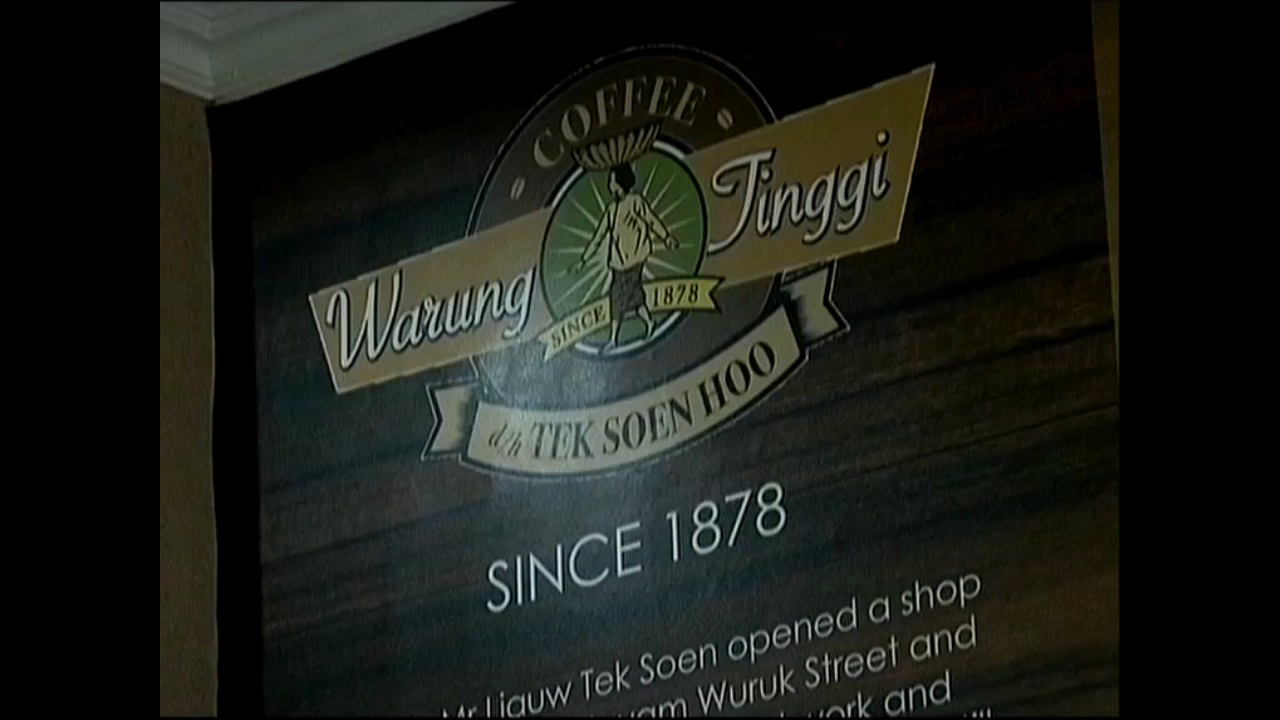 COFFEE
Warung Tinggi
SINCE 1878
d/h TEK SOEN HOO
SINCE 1878
Mr Liauw Tek Soen opened a shop
Wuruk Street and
and